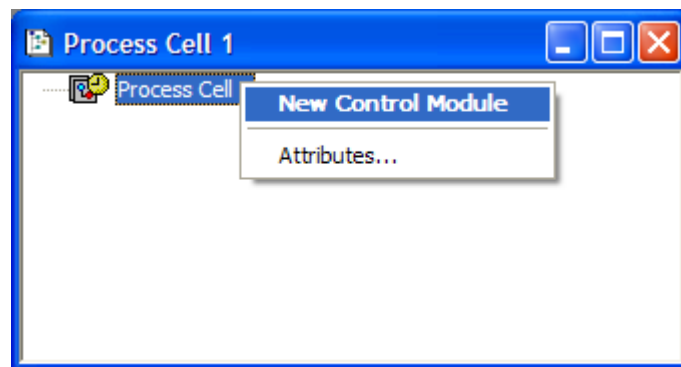 Process Cell 1
Process Cell
New Control Module
Attributes...